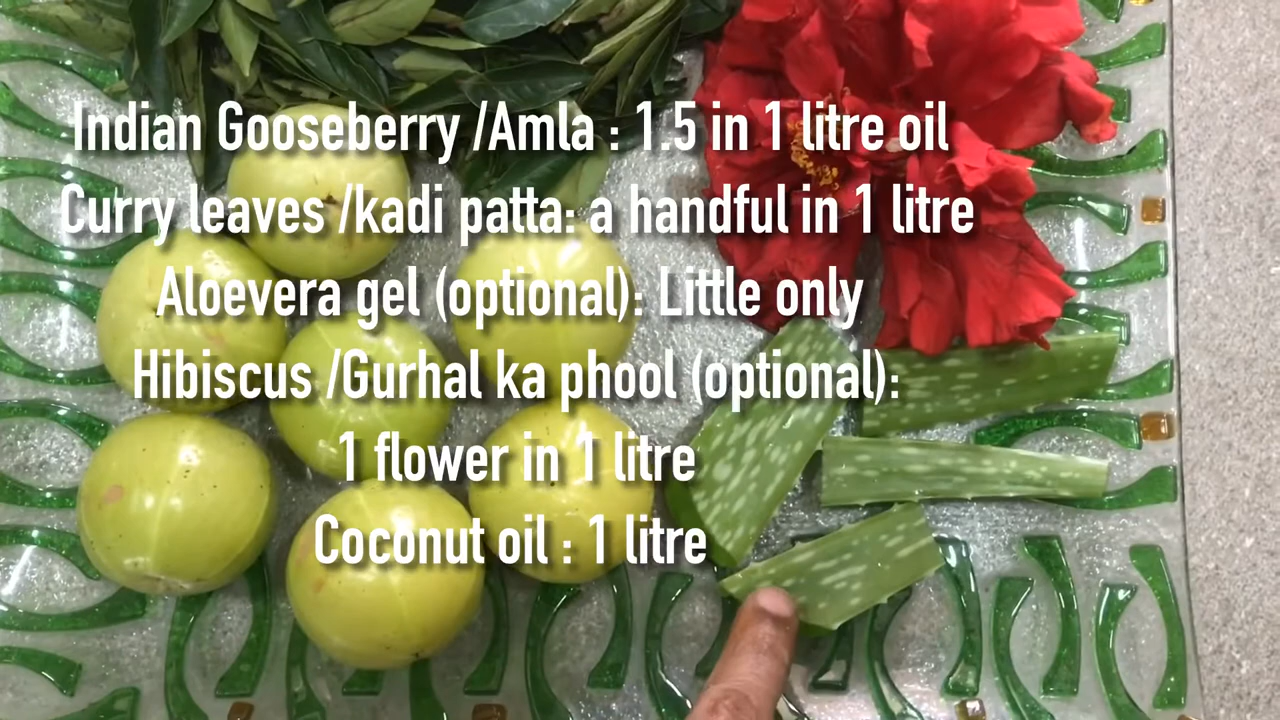 Indian Gooseberry /Amla : 1.5 in 1 litre oil
Curry leaves /kadi patta: a handful in 1 litre
Aloevera gel (optional): Little only
Hibiscus /Gurhal ka phool (optional):
1 flower in 1 litre
Coconut oil : 1 litre